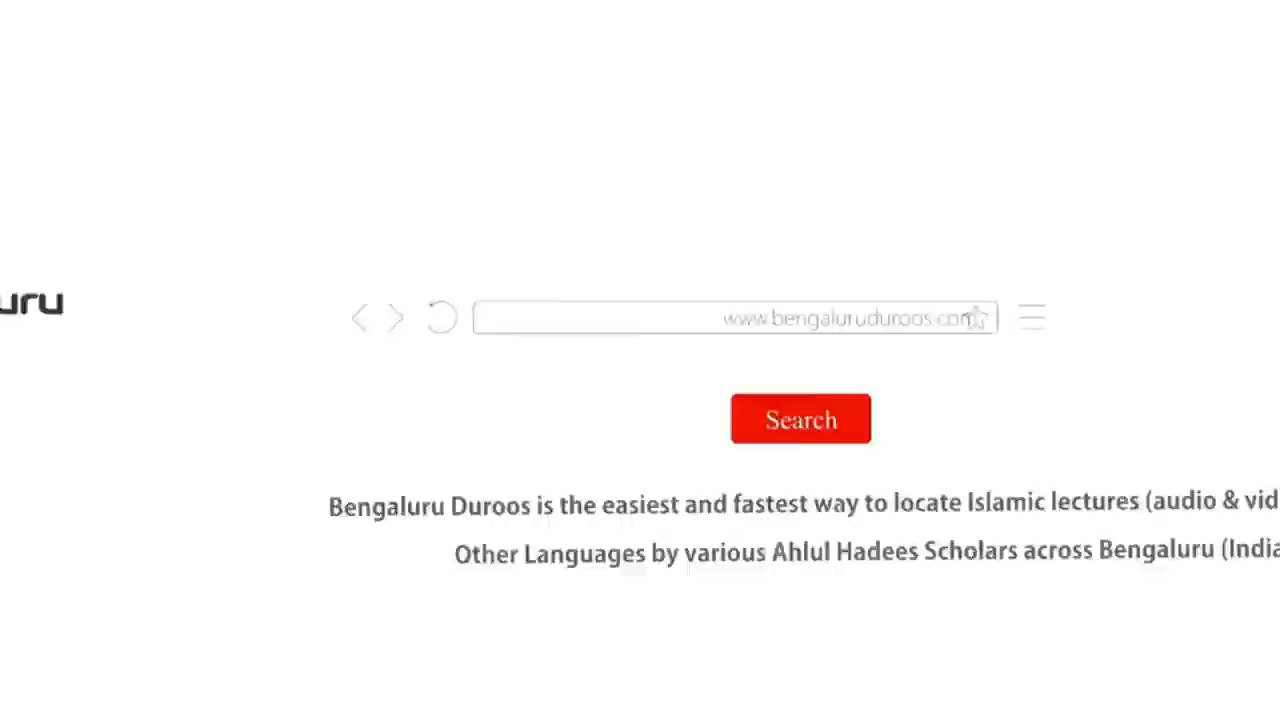 uru
www.bengaluruduroos.com
Search
Bengaluru Duroos is the easiest and fastest way to locate Islamic lectures (audio & vid
Other Languages by various Ahlul Hadees Scholars across Bengaluru (India